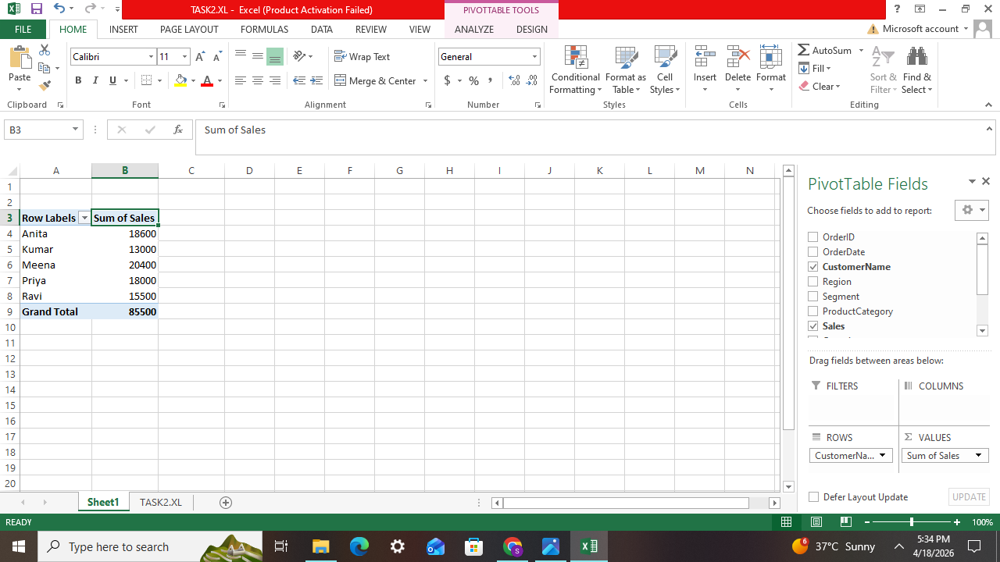 TASK2.XL - Excel (Product Activation Failed)
PIVOTTABLE TOOLS
?
FILE HOME INSERT PAGE LAYOUT FORMULAS DATA REVIEW VIEW ANALYZE DESIGN Microsoft account
Calibri 11 Wrap Text General AutoSum
Fill
Paste B I U A Merge & Center $ % , Conditional Formatting Format as Table Cell Styles Insert Delete Format Clear Sort & Filter Find & Select
Clipboard Font Alignment Number Styles Cells Editing
B3 fx Sum of Sales
A B C D E F G H I J K L M N
1
2
3 Row Labels Sum of Sales
4 Anita 18600
5 Kumar 13000
6 Meena 20400
7 Priya 18000
8 Ravi 15500
9 Grand Total 85500
10
11
12
13
14
15
16
17
18
19
20
PivotTable Fields
Choose fields to add to report:
OrderID
OrderDate
CustomerName
Region
Segment
ProductCategory
Sales
Drag fields between areas below:
FILTERS COLUMNS
ROWS Σ VALUES
CustomerNa... Sum of Sales
Defer Layout Update UPDATE
Sheet1 TASK2.XL
READY 100%
Type here to search 6 37°C Sunny 5:34 PM
4/18/2026